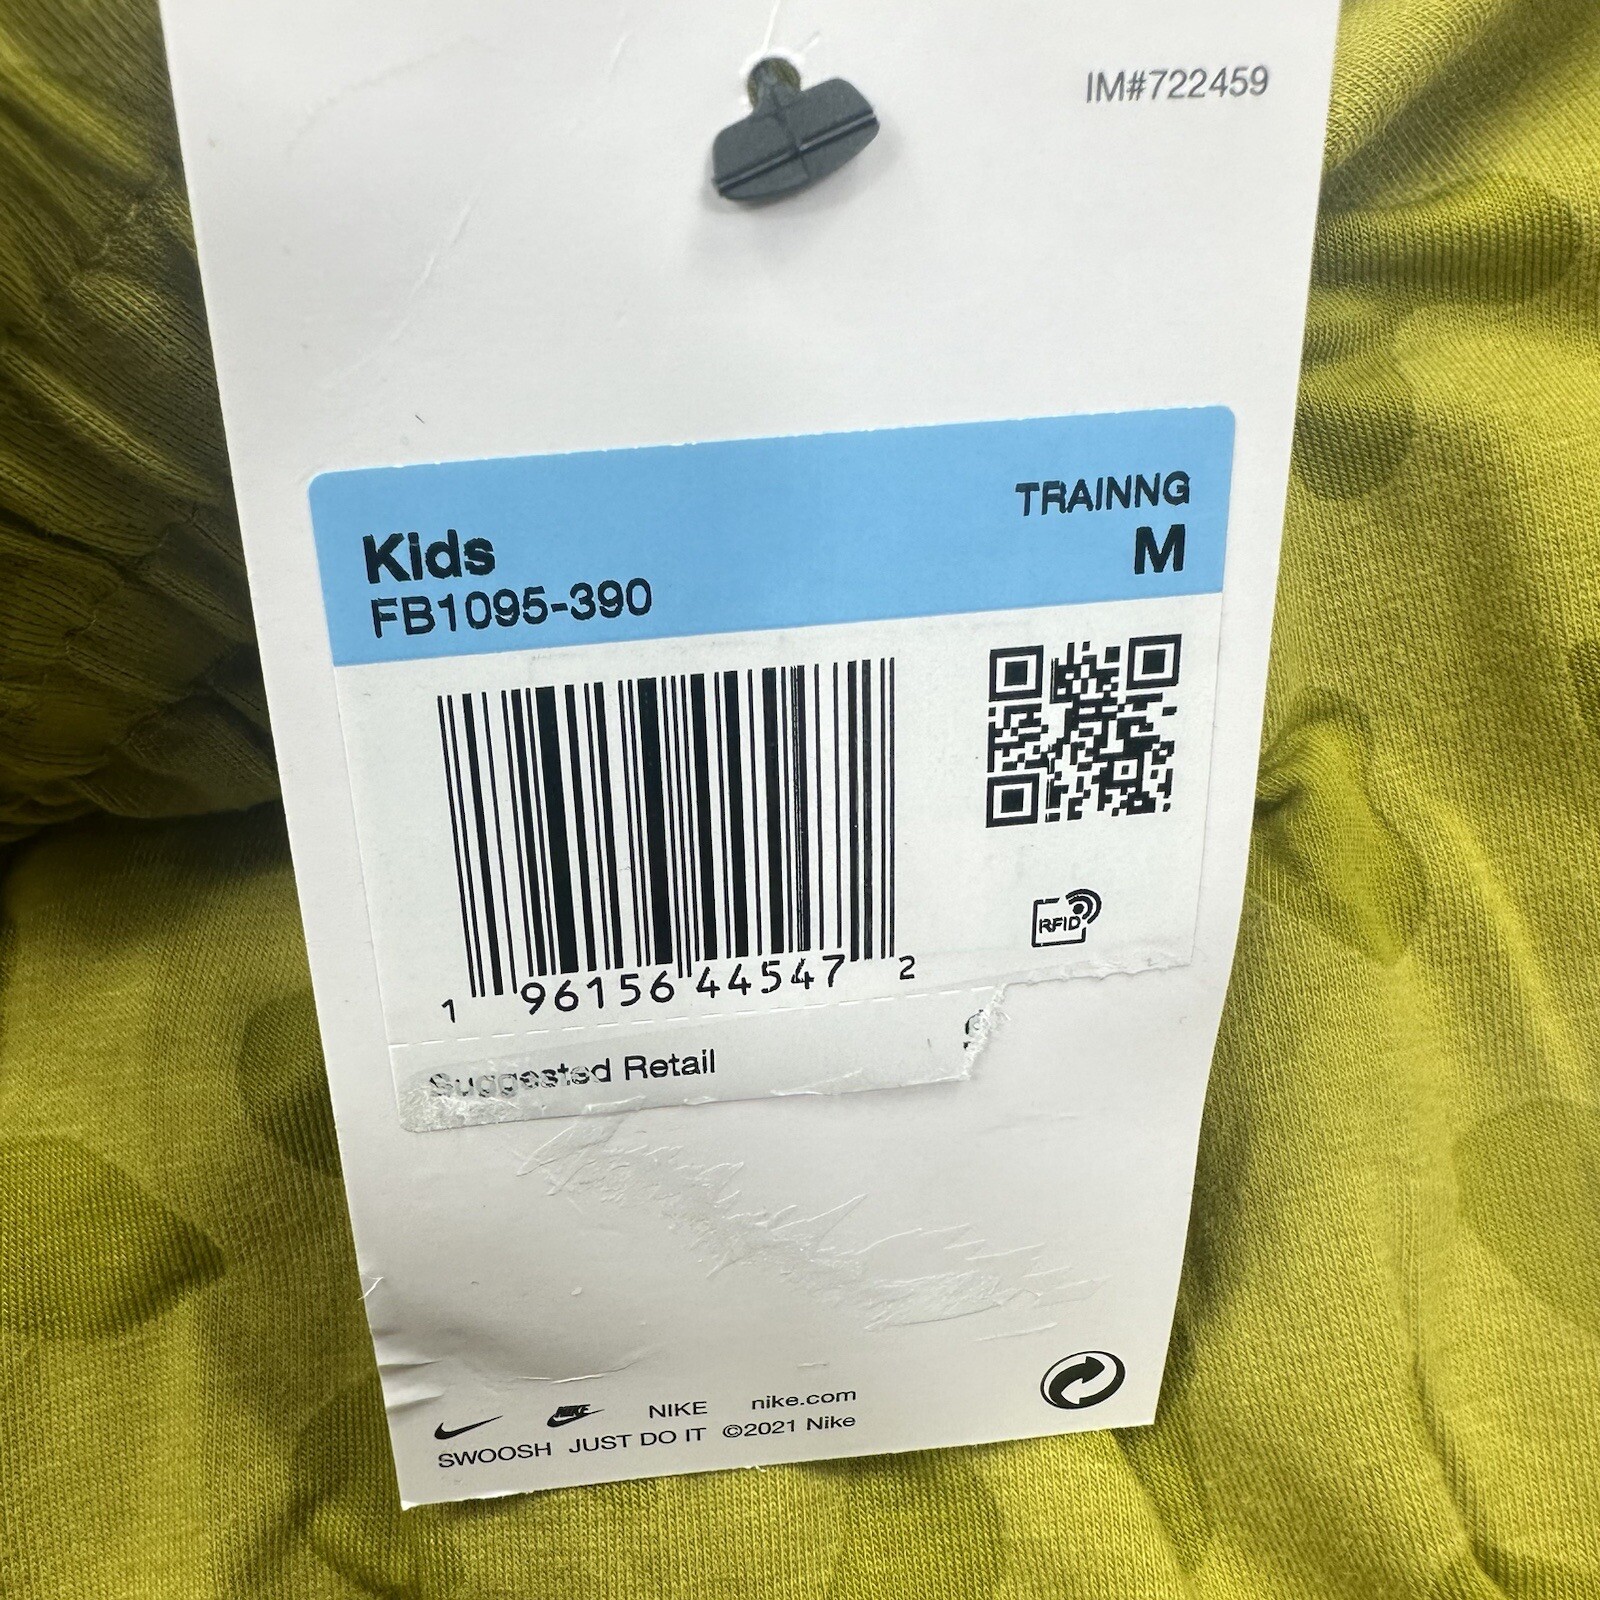 IM#722459
TRAINNG
Kids
M
FB1095-390
RFID
1 96156 44547 2
Suggested Retail
NIKE NIKE nike.com
SWOOSH JUST DO IT ©2021 Nike